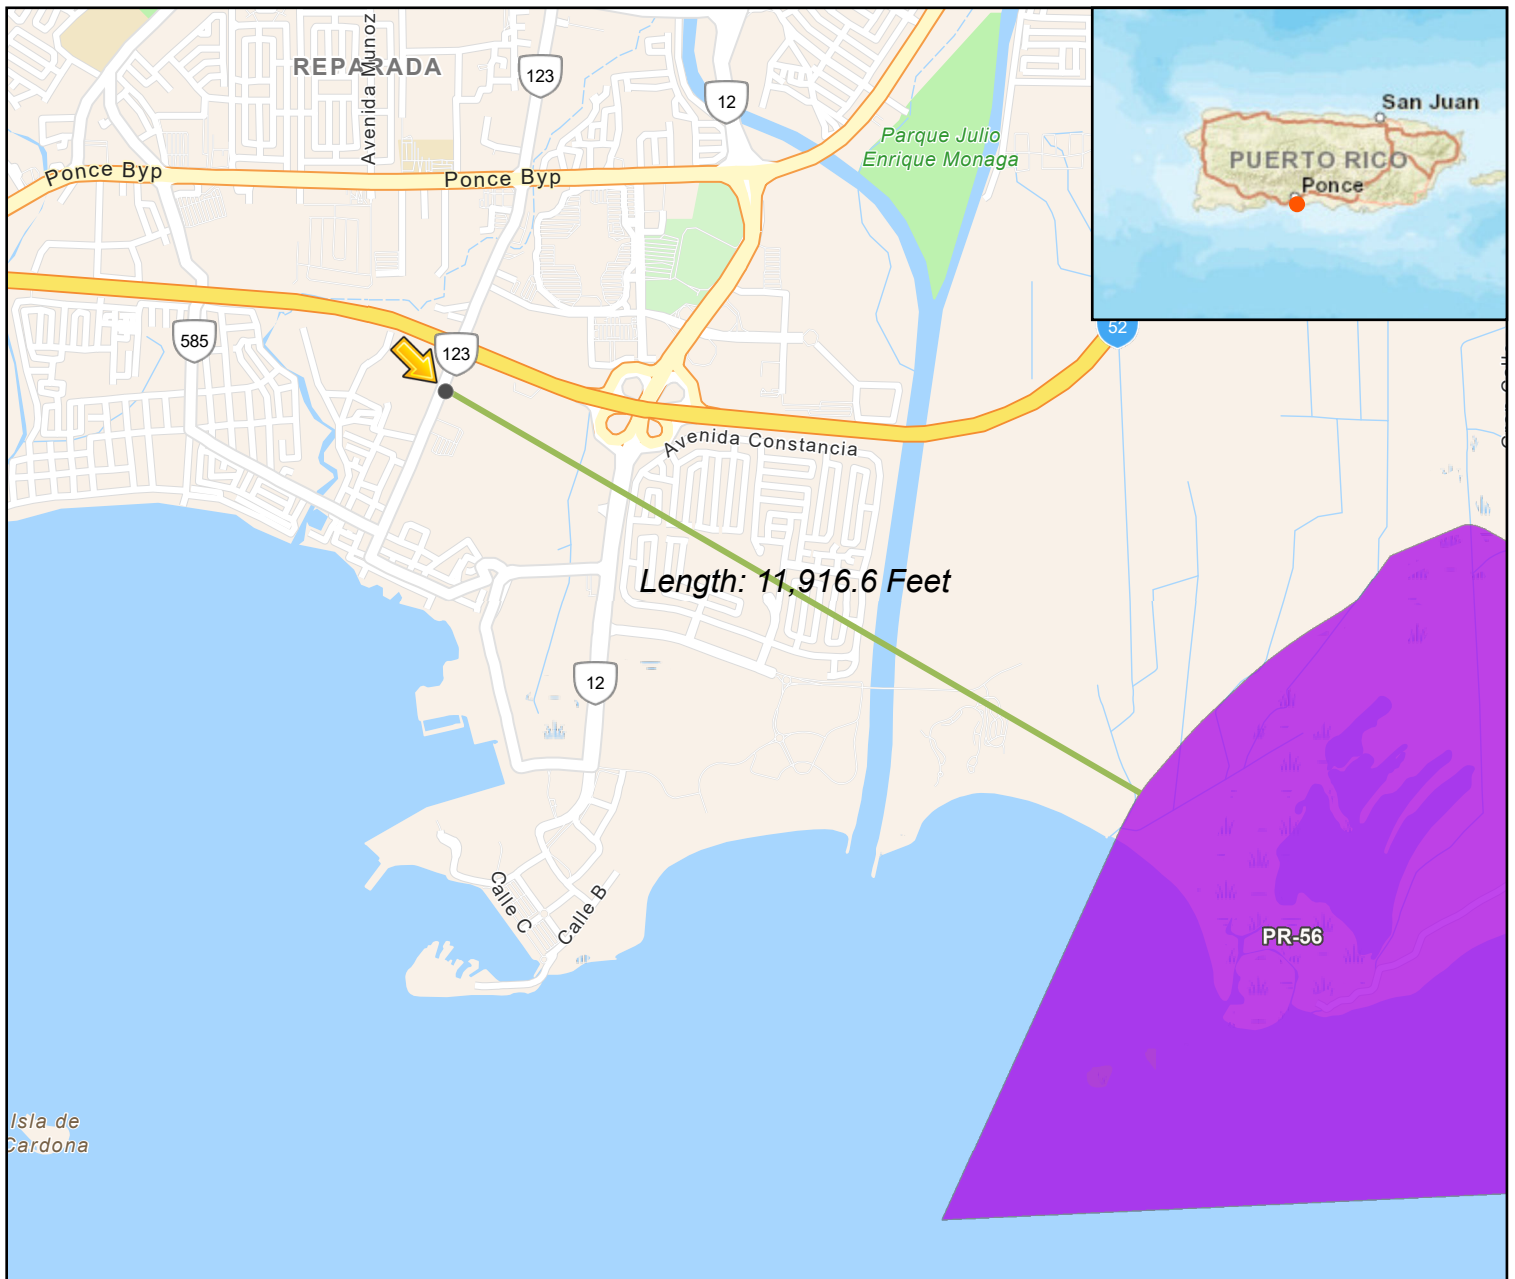 REPARADA
Avenida Munoz
123
12
San Juan
PUERTO RICO
Ponce
Parque Julio
Enrique Monaga
Ponce Byp
Ponce Byp
52
585
123
Avenida Constancia
Length: 11,916.6 Feet
12
Calle C
Calle B
PR-56
Isla de
Cardona